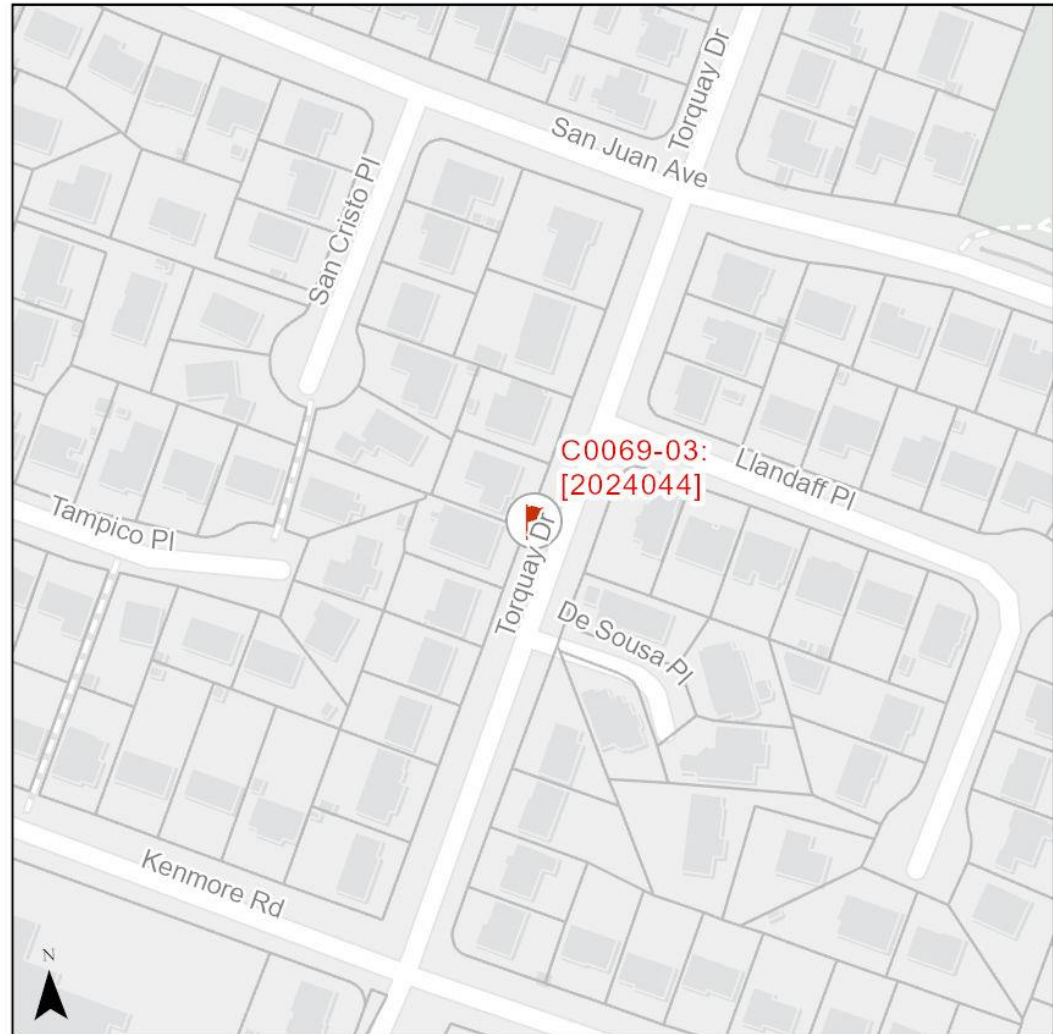 Torquay Dr
San Juan Ave
San Cristo Pl
C0069-03:
[2024044]
Llandaff Pl
Tampico Pl
Torquay Dr
De Sousa Pl
Kenmore Rd
N